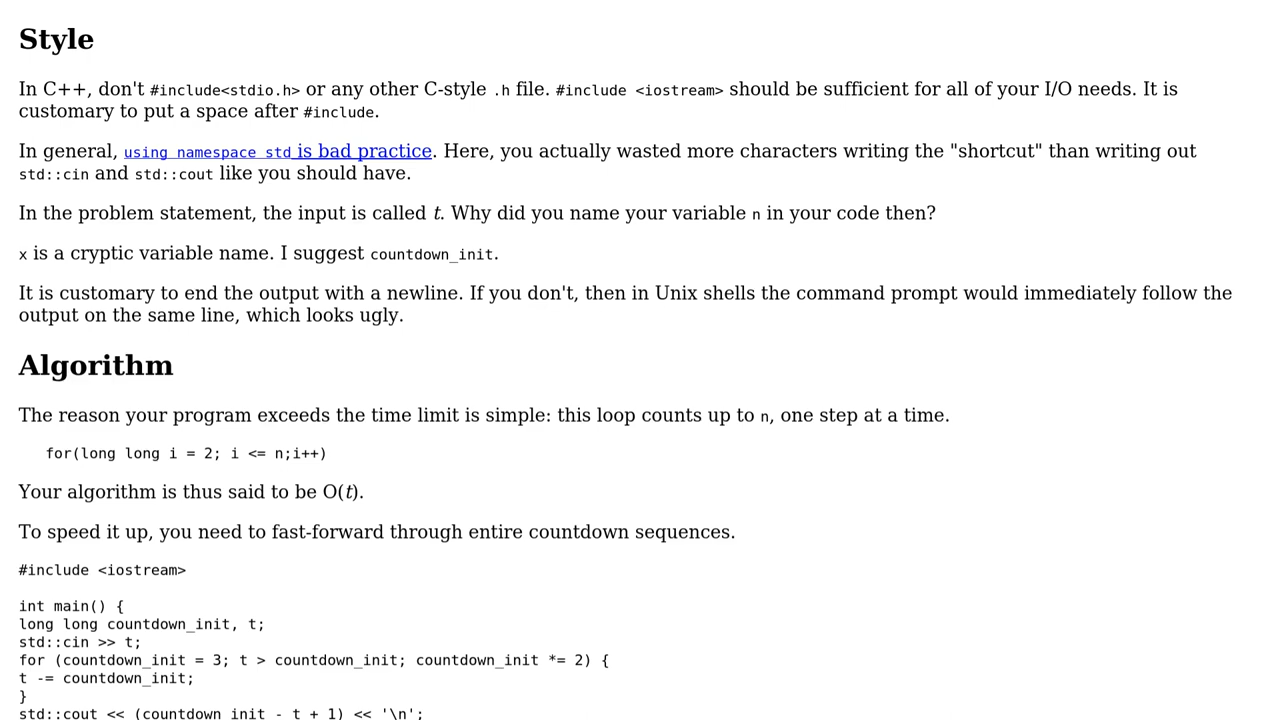 Style
In C++, don't #include<stdio.h> or any other C-style .h file. #include <iostream> should be sufficient for all of your I/O needs. It is
customary to put a space after #include.
In general, using namespace std is bad practice. Here, you actually wasted more characters writing the "shortcut" than writing out
std::cin and std::cout like you should have.
In the problem statement, the input is called t. Why did you name your variable n in your code then?
x is a cryptic variable name. I suggest countdown_init.
It is customary to end the output with a newline. If you don't, then in Unix shells the command prompt would immediately follow the
output on the same line, which looks ugly.
Algorithm
The reason your program exceeds the time limit is simple: this loop counts up to n, one step at a time.
for(long long i = 2; i <= n;i++)
Your algorithm is thus said to be O(t).
To speed it up, you need to fast-forward through entire countdown sequences.
#include <iostream>
int main() {
long long countdown_init, t;
std::cin >> t;
for (countdown_init = 3; t > countdown_init; countdown_init *= 2) {
t -= countdown_init;
}
std::cout << (countdown_init - t + 1) << '\n';